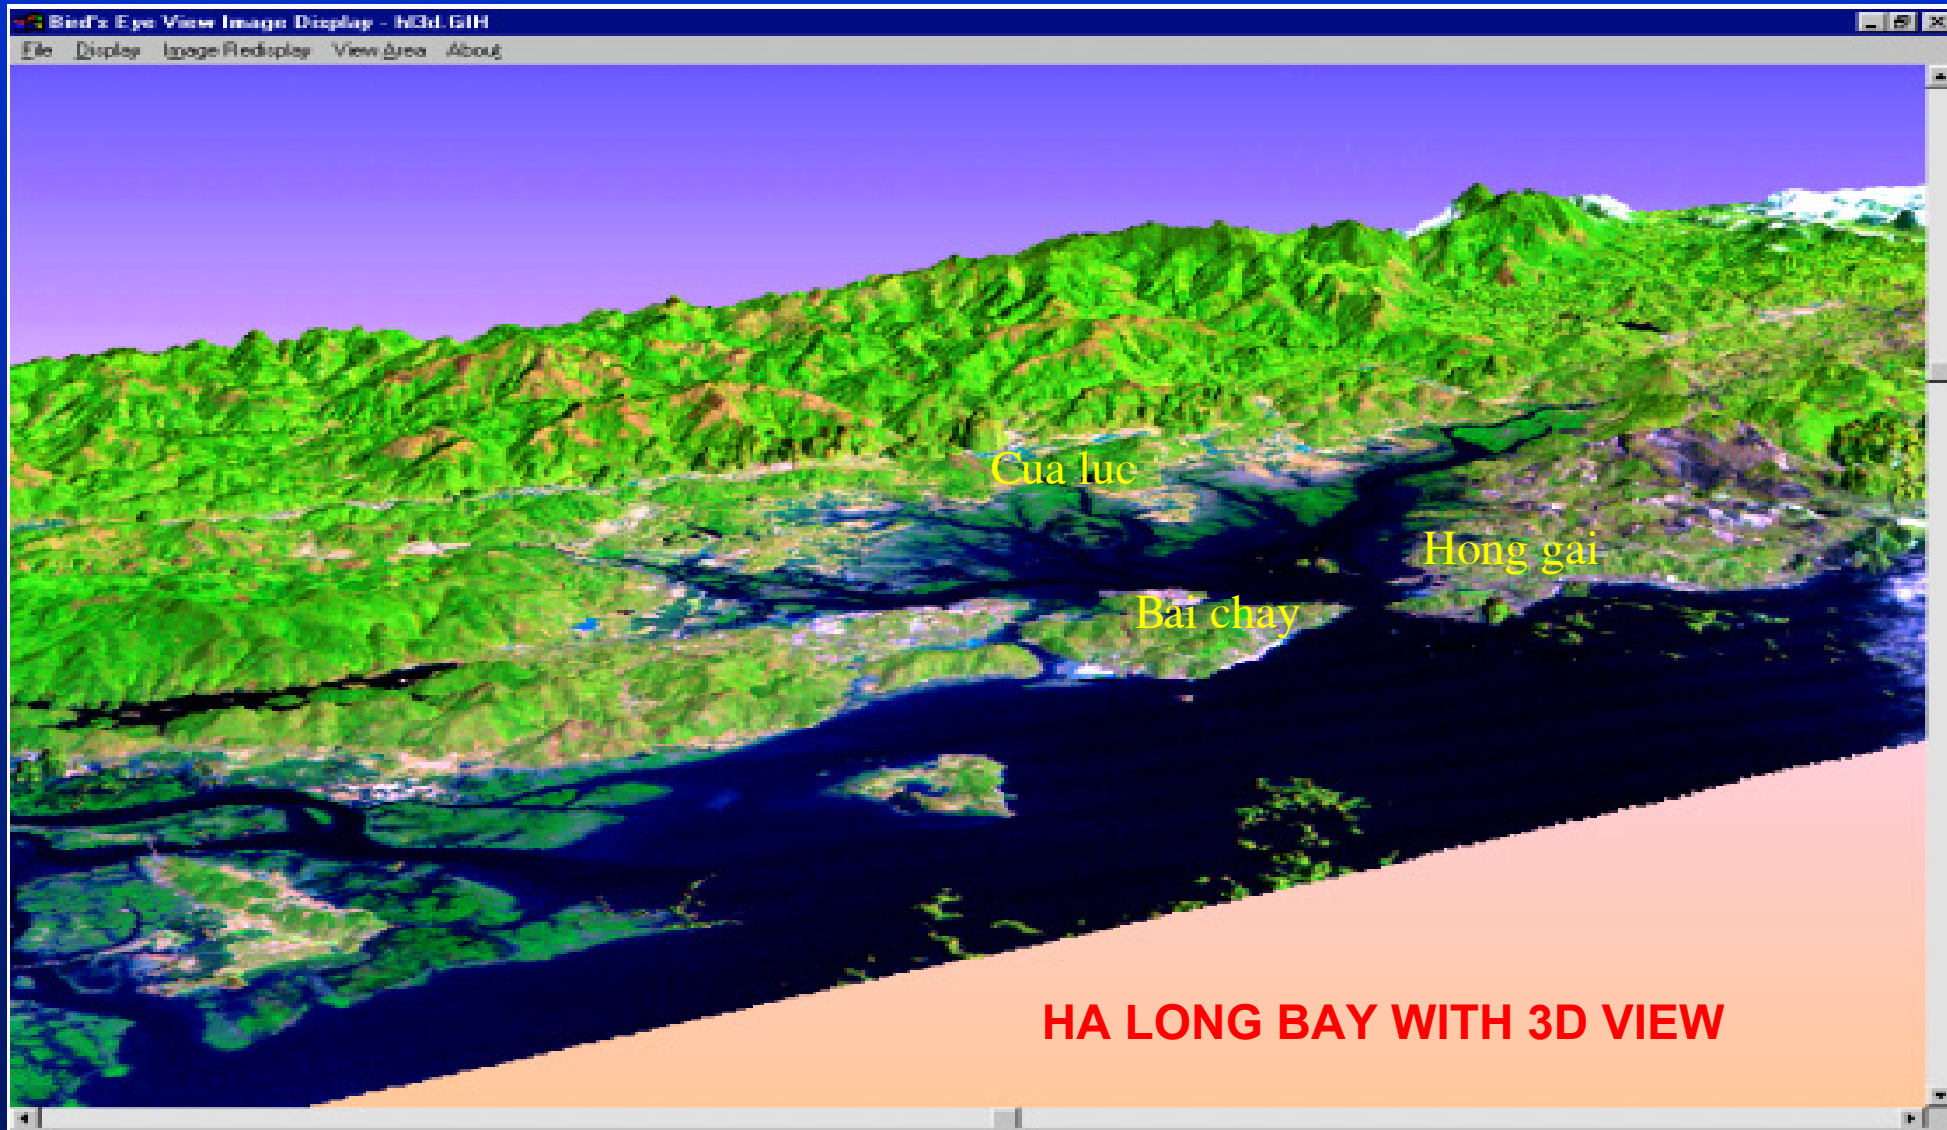 Bird's Eye View Image Display - hl3d.GIH
File Display Image Redisplay View Area About
Cua luc
Hong gai
Bai chay
HA LONG BAY WITH 3D VIEW